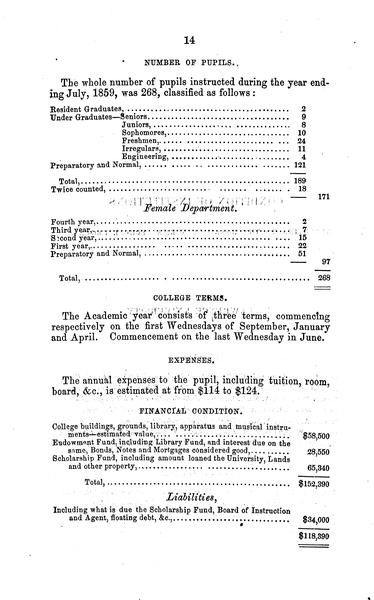 14
NUMBER OF PUPILS.
The whole number of pupils instructed during the year end-
ing July, 1859, was 268, classified as follows:
Resident Graduates, 2
Under Graduates—Seniors 9
Juniors, 8
Sophomores, 10
Freshmen, 24
Irregulars, 11
Engineering, 4
Preparatory and Normal, 121
Total, 189
Twice counted, 18
171
Female Department.
Fourth year, 2
Third year, 7
Second year, 15
First year, 22
Preparatory and Normal, 51
97
Total, 268
COLLEGE TERMS.
The Academic year consists of three terms, commencing
respectively on the first Wednesdays of September, January
and April. Commencement on the last Wednesday in June.
EXPENSES.
The annual expenses to the pupil, including tuition, room,
board, &c., is estimated at from $114 to $124.
FINANCIAL CONDITION.
College buildings, grounds, library, apparatus and musical instru-
ments—estimated value, $58,500
Endowment Fund, including Library Fund, and interest due on the
same, Bonds, Notes and Mortgages considered good, 28,550
Scholarship Fund, including amount loaned the University, Lands
and other property, 65,340
Total, $152,390
Liabilities,
Including what is due the Scholarship Fund, Board of Instruction
and Agent, floating debt, &c., $34,000
$118,390